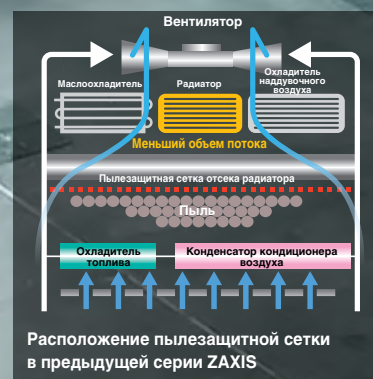 Вентилятор
Маслоохладитель
Радиатор
Охладитель
наддувочного
воздуха
Меньший объем потока
Пылезащитная сетка отсека радиатора
Пыль
Охладитель
топлива
Конденсатор кондиционера
воздуха
Расположение пылезащитной сетки
в предыдущей серии ZAXIS